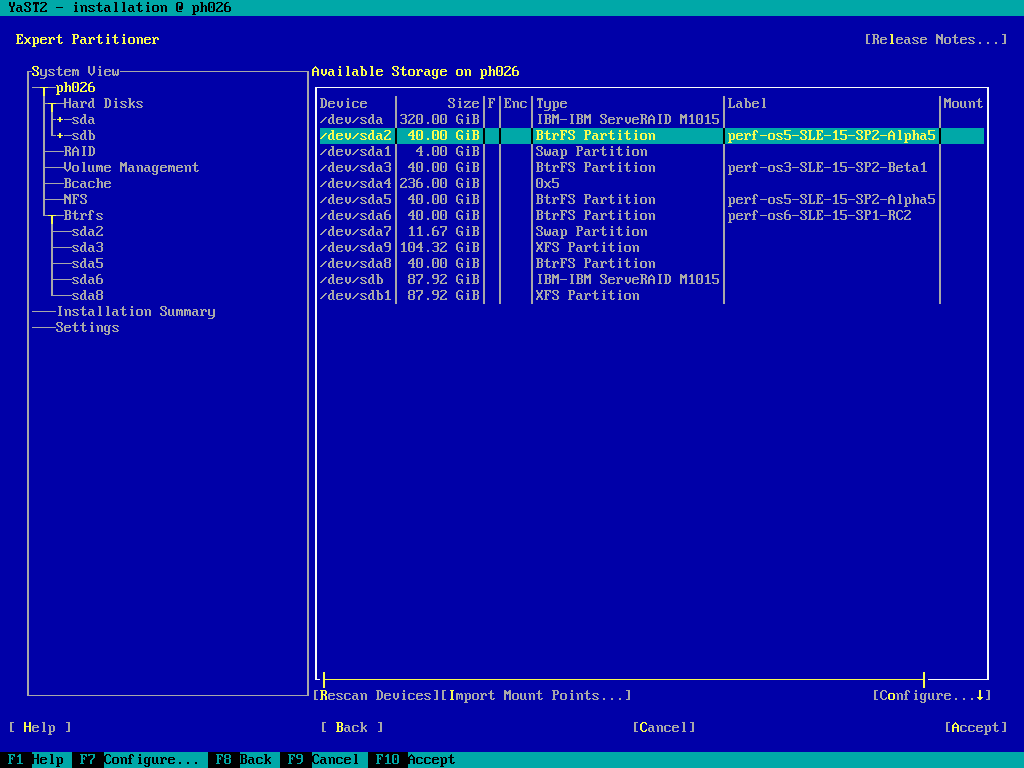 YaST2 - installation @ ph026
Expert Partitioner [Release Notes...]
System View Available Storage on ph026
ph026
Hard Disks Device Size F Enc Type Label Mount
+-sda /dev/sda 320.00 GiB IBM-IBM ServeRAID M1015
+-sdb /dev/sda2 40.00 GiB BtrFS Partition perf-os5-SLE-15-SP2-Alpha5
RAID /dev/sda1 4.00 GiB Swap Partition
Volume Management /dev/sda3 40.00 GiB BtrFS Partition perf-os3-SLE-15-SP2-Beta1
Bcache /dev/sda4 236.00 GiB 0x5
NFS /dev/sda5 40.00 GiB BtrFS Partition perf-os5-SLE-15-SP2-Alpha5
Btrfs /dev/sda6 40.00 GiB BtrFS Partition perf-os6-SLE-15-SP1-RC2
sda2 /dev/sda7 11.67 GiB Swap Partition
sda3 /dev/sda9 104.32 GiB XFS Partition
sda5 /dev/sda8 40.00 GiB BtrFS Partition
sda6 /dev/sdb 87.92 GiB IBM-IBM ServeRAID M1015
sda8 /dev/sdb1 87.92 GiB XFS Partition
Installation Summary
Settings
[Rescan Devices][Import Mount Points...] [Configure...↓]
[ Help ] [ Back ] [Cancel] [Accept]
F1 Help F7 Configure... F8 Back F9 Cancel F10 Accept